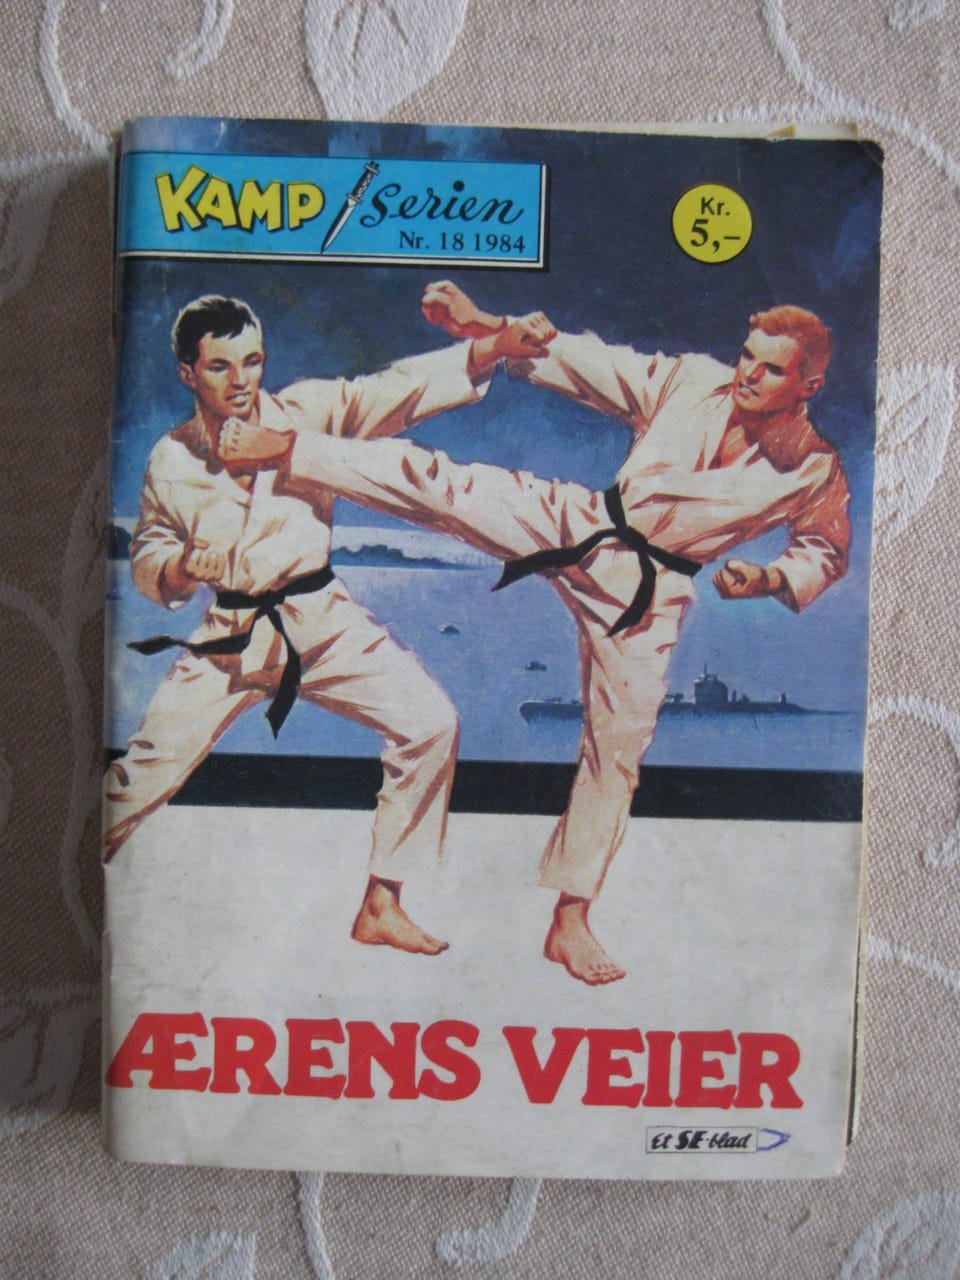 KAMP serien
Nr. 18 1984
Kr.
5,–
ÆRENS VEIER
Et SE-blad